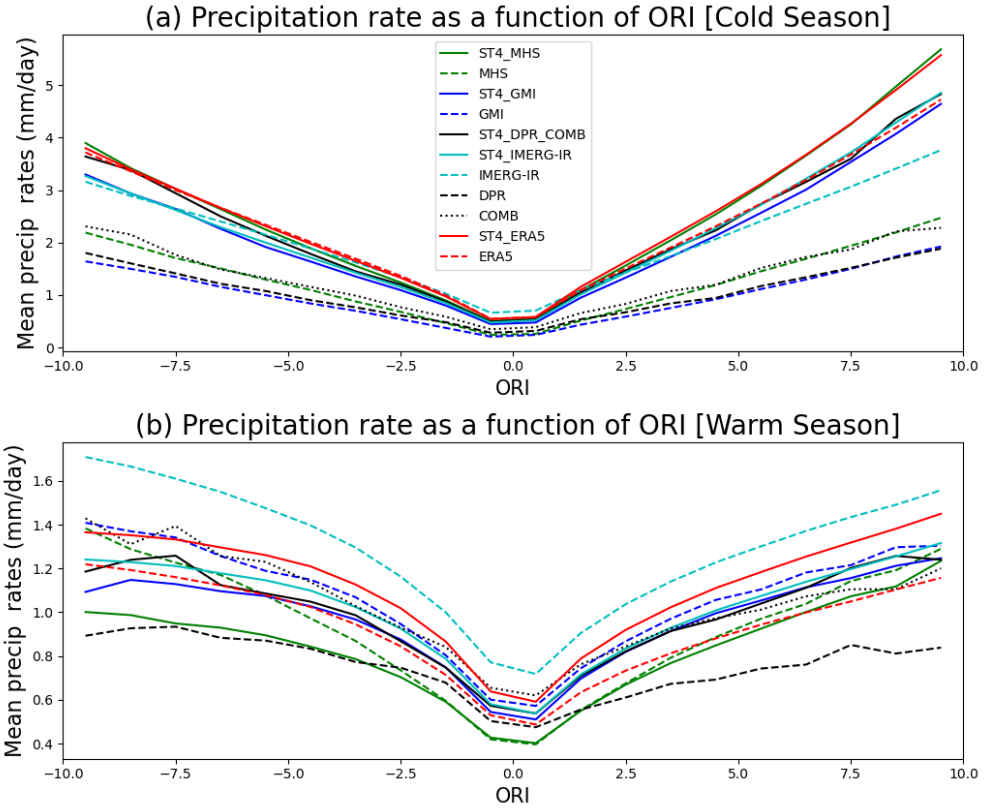 (a) Precipitation rate as a function of ORI [Cold Season]
Mean precip  rates (mm/day)
5
4
3
2
1
0
ST4_MHS
MHS
ST4_GMI
GMI
ST4_DPR_COMB
ST4_IMERG-IR
IMERG-IR
DPR
COMB
ST4_ERA5
ERA5
−10.0 −7.5 −5.0 −2.5 0.0 2.5 5.0 7.5 10.0
ORI
(b) Precipitation rate as a function of ORI [Warm Season]
Mean precip  rates (mm/day)
1.6
1.4
1.2
1.0
0.8
0.6
0.4
−10.0 −7.5 −5.0 −2.5 0.0 2.5 5.0 7.5 10.0
ORI